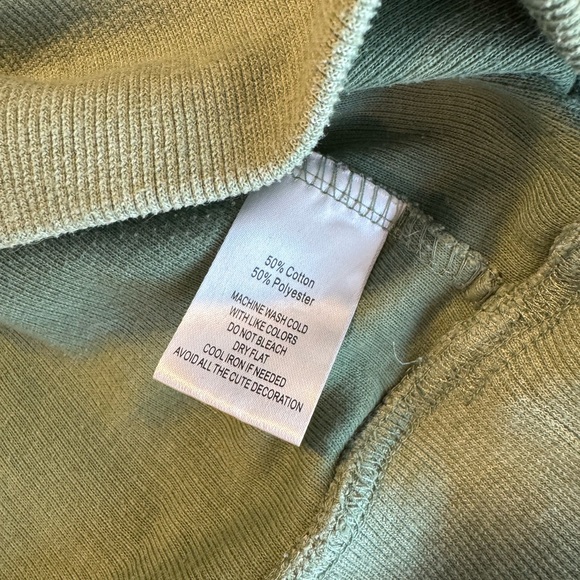 50% Cotton
50% Polyester
MACHINE WASH COLD
WITH LIKE COLORS
DO NOT BLEACH
DRY FLAT
COOL IRON IF NEEDED
AVOID ALL THE CUTE DECORATION